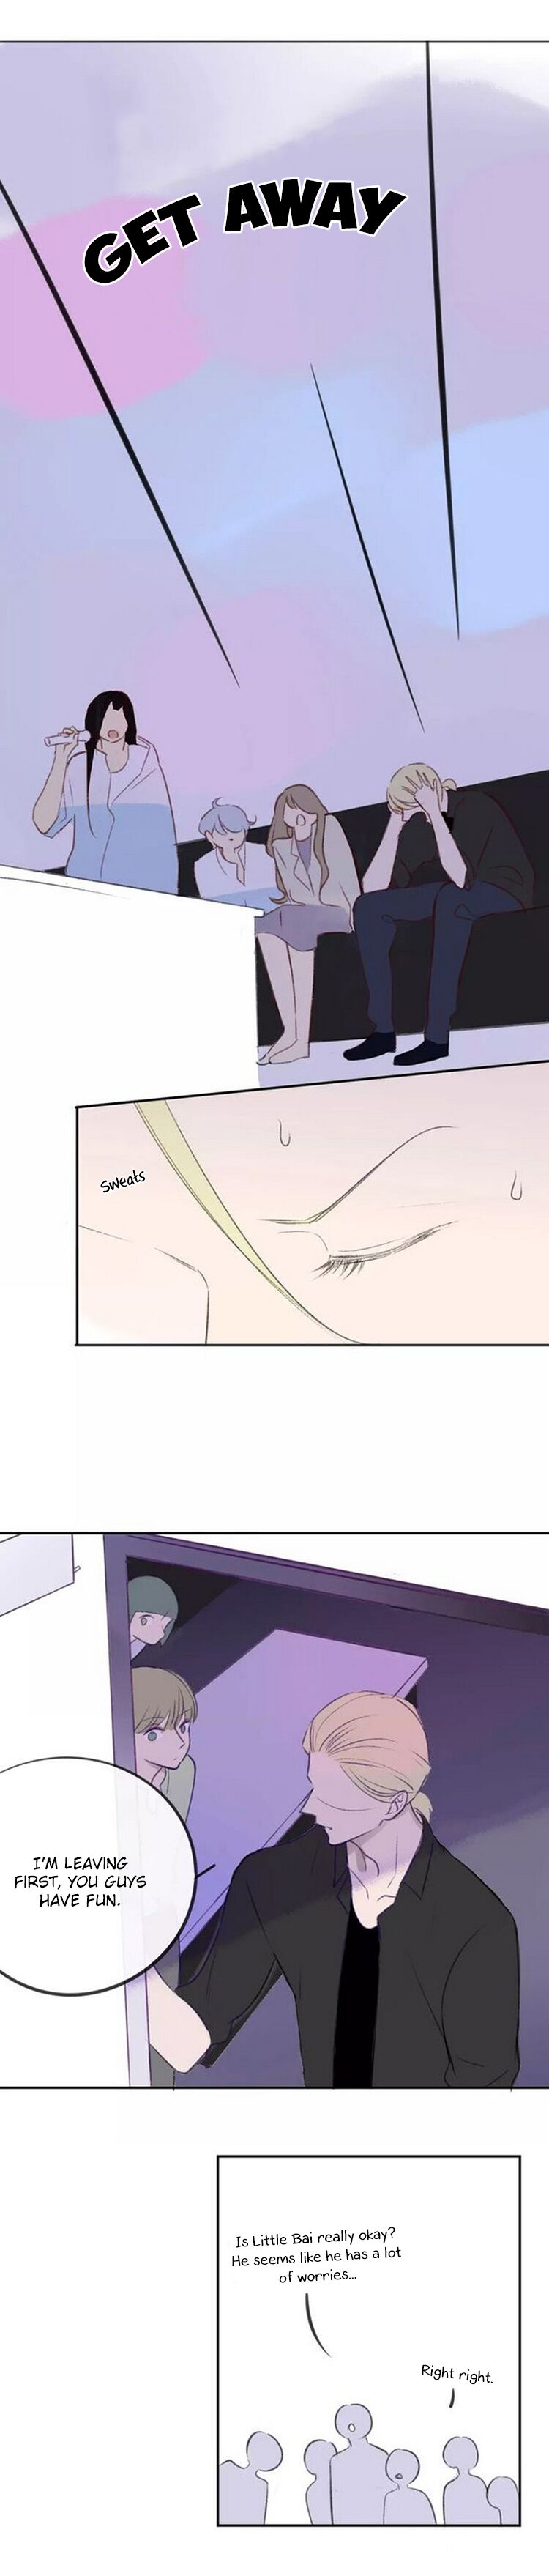 GET AWAY
Sweats
I'M LEAVING
FIRST, YOU GUYS
HAVE FUN.
Is Little Bai really okay?
He seems like he has a lot
of worries...
Right right.